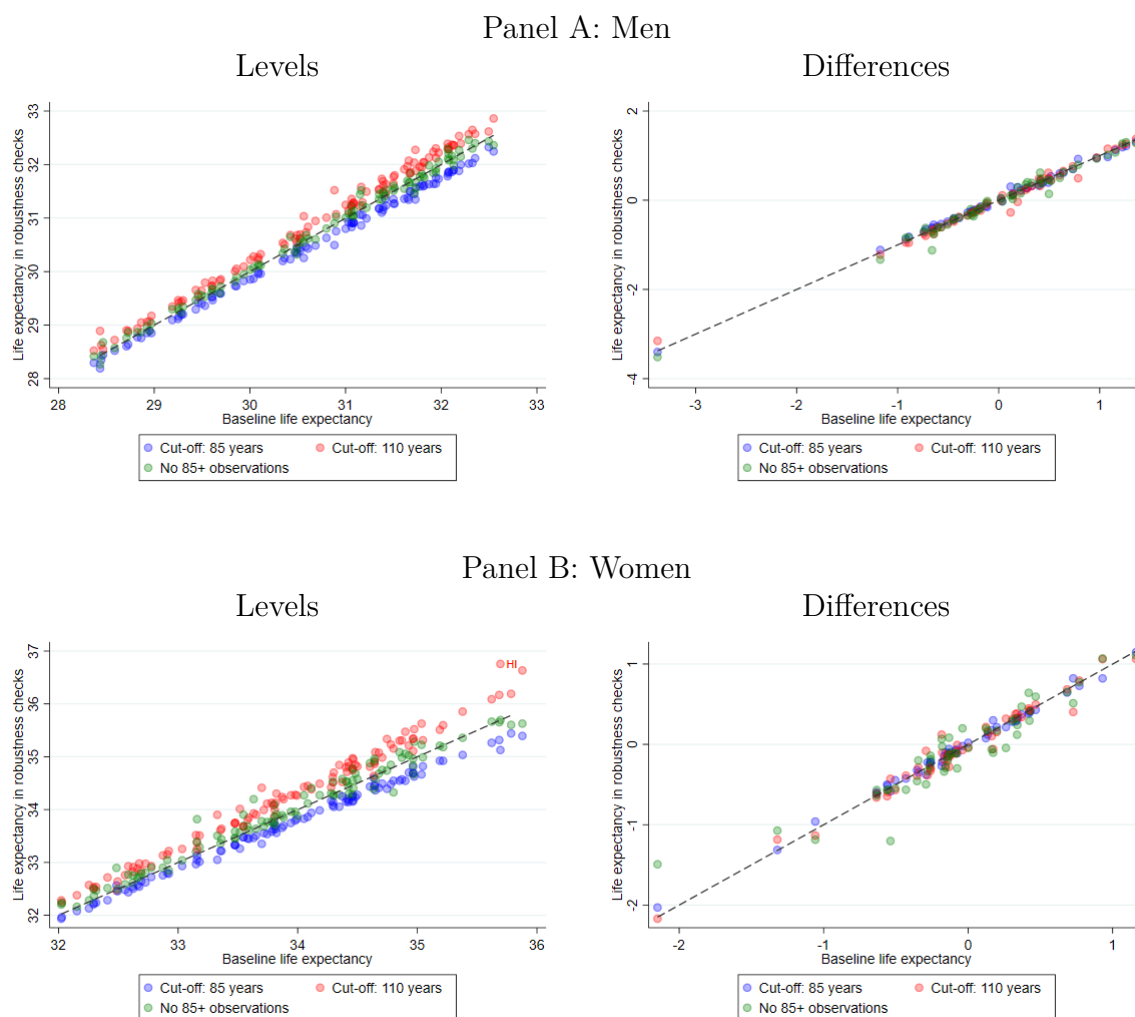 Panel A: Men
Levels
Differences
Life expectancy in robustness checks
33
32
31
30
29
28
28
29
30
31
32
33
Baseline life expectancy
Cut-off: 85 years
Cut-off: 110 years
No 85+ observations
Life expectancy in robustness checks
2
0
-2
-4
-3
-2
-1
0
1
Baseline life expectancy
Cut-off: 85 years
Cut-off: 110 years
No 85+ observations
Panel B: Women
Levels
Differences
Life expectancy in robustness checks
37
36
35
34
33
32
HI
32
33
34
35
36
Baseline life expectancy
Cut-off: 85 years
Cut-off: 110 years
No 85+ observations
Life expectancy in robustness checks
1
0
-1
-2
-2
-1
0
1
Baseline life expectancy
Cut-off: 85 years
Cut-off: 110 years
No 85+ observations